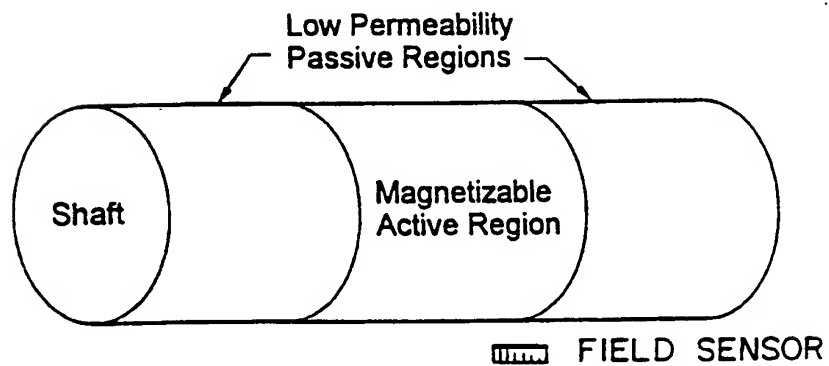 Low Permeability
Passive Regions
Shaft
Magnetizable
Active Region
FIELD SENSOR